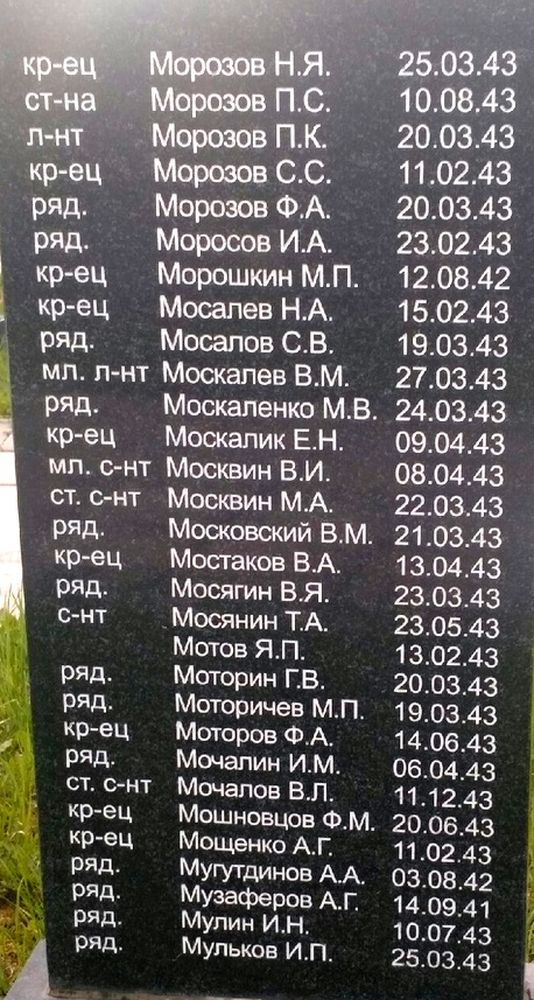 кр-ец Морозов Н.Я. 25.03.43
ст-на Морозов П.С. 10.08.43
л-нт Морозов П.К. 20.03.43
кр-ец Морозов С.С. 11.02.43
ряд. Морозов Ф.А. 20.03.43
ряд. Моросов И.А. 23.02.43
кр-ец Морошкин М.П. 12.08.42
кр-ец Мосалев Н.А. 15.02.43
ряд. Мосалов С.В. 19.03.43
мл. л-нт Москалев В.М. 27.03.43
ряд. Москаленко М.В. 24.03.43
кр-ец Москалик Е.Н. 09.04.43
мл. с-нт Москвин В.И. 08.04.43
ст. с-нт Москвин М.А. 22.03.43
ряд. Московский В.М. 21.03.43
кр-ец Мостаков В.А. 13.04.43
ряд. Мосягин В.Я. 23.03.43
с-нт Мосянин Т.А. 23.05.43
Мотов Я.П. 13.02.43
ряд. Моторин Г.В. 20.03.43
ряд. Моторичев М.П. 19.03.43
кр-ец Моторов Ф.А. 14.06.43
ряд. Мочалин И.М. 06.04.43
ст. с-нт Мочалов В.Л. 11.12.43
кр-ец Мошновцов Ф.М. 20.06.43
кр-ец Мощенко А.Г. 11.02.43
ряд. Мугутдинов А.А. 03.08.42
ряд. Музаферов А.Г. 14.09.41
ряд. Мулин И.Н. 10.07.43
ряд. Мульков И.П. 25.03.43